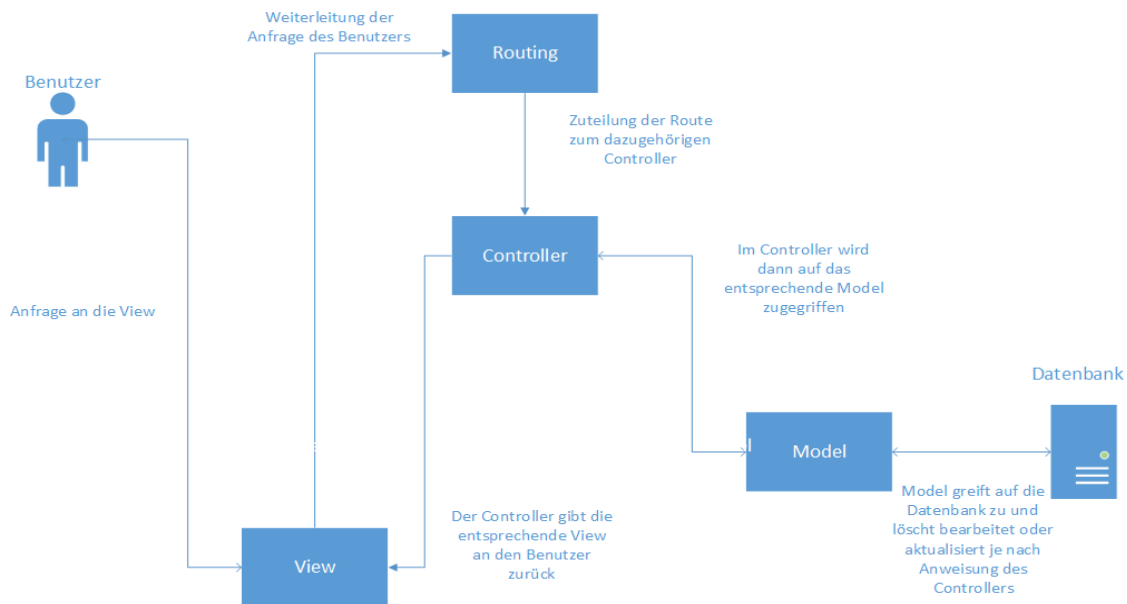 Weiterleitung der
Anfrage des Benutzers
Routing
Benutzer
Zuteilung der Route
zum dazugehörigen
Controller
Controller
Im Controller wird
dann auf das
entsprechende Model
zugegriffen
Anfrage an die View
Datenbank
Model
Model greift auf die
Datenbank zu und
löscht bearbeitet oder
aktualisiert je nach
Anweisung des
Controllers
Der Controller gibt die
entsprechende View
an den Benutzer
zurück
View